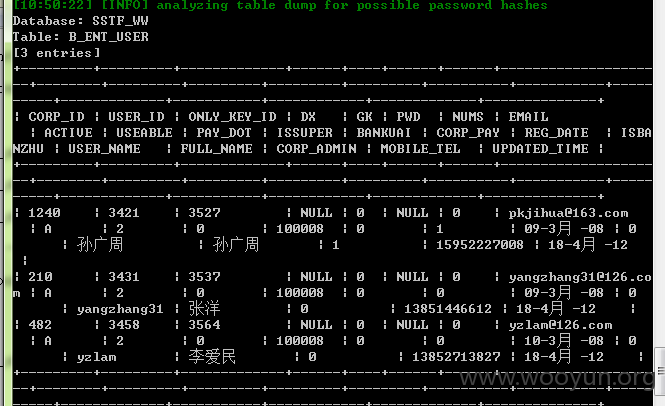 [10:50:22] [INFO] analyzing table dump for possible password hashes
Database: SSTF_WW
Table: B_ENT_USER
[3 entries]
| CORP_ID | USER_ID | ONLY_KEY_ID | DX | GK | PWD | NUMS | EMAIL
| ACTIVE | USEABLE | PAY_DOT | ISSUPER | BANKUAI | CORP_PAY | REG_DATE | ISBA
NZHU | USER_NAME | FULL_NAME | CORP_ADMIN | MOBILE_TEL | UPDATED_TIME |
| 1240 | 3421 | 3527 | NULL | 0 | NULL | 0 | pkjihua@163.com
| A | 2 | 0 | 100008 | 0 | 1 | 09-3月 -08 | 0
| 孙广周 | 孙广周 | 1 | 15952227008 | 18-4月 -12
|
| 210 | 3431 | 3537 | NULL | 0 | NULL | 0 | yangzhang31@126.co
m | A | 2 | 0 | 100008 | 0 | 0 | 09-3月 -08 | 0
| yangzhang31 | 张洋 | 0 | 13851446612 | 18-4月 -12 |
| 482 | 3458 | 3564 | NULL | 0 | NULL | 0 | yzlam@126.com
| A | 2 | 0 | 100008 | 0 | 0 | 10-3月 -08 | 0
| yzlam | 李爱民 | 0 | 13852713827 | 18-4月 -12 |
www.wooyun.org